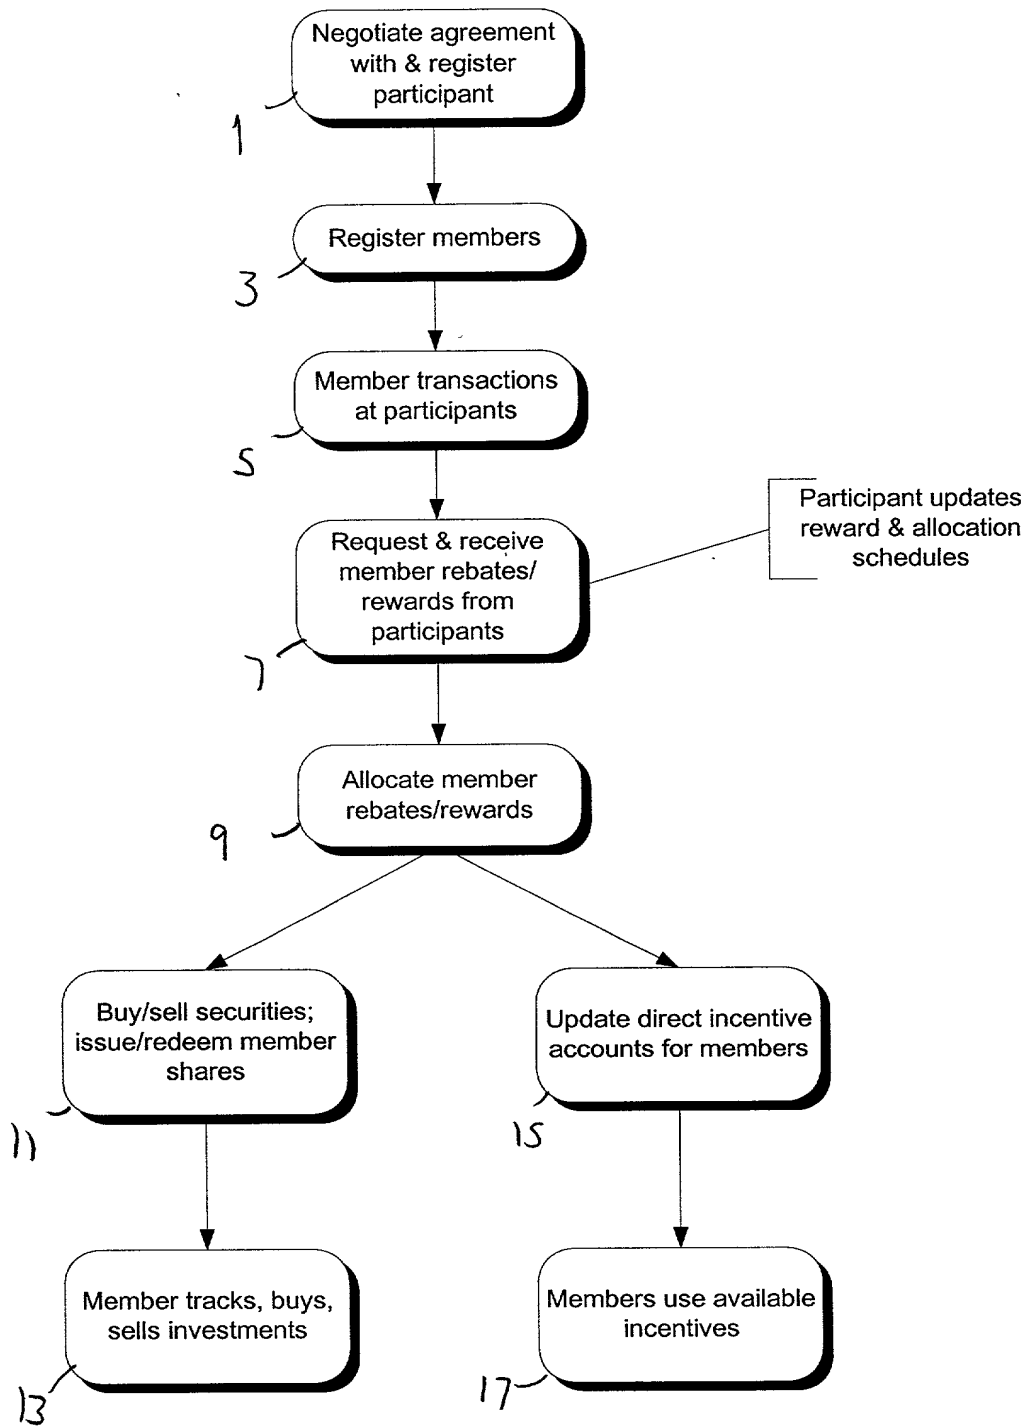 Negotiate agreement
with & register
participant
1
Register members
3
Member transactions
at participants
5
Request & receive
member rebates/
rewards from
participants
7
Participant updates
reward & allocation
schedules
Allocate member
rebates/rewards
9
Buy/sell securities;
issue/redeem member
shares
11
Update direct incentive
accounts for members
15
Member tracks, buys,
sells investments
13
Members use available
incentives
17